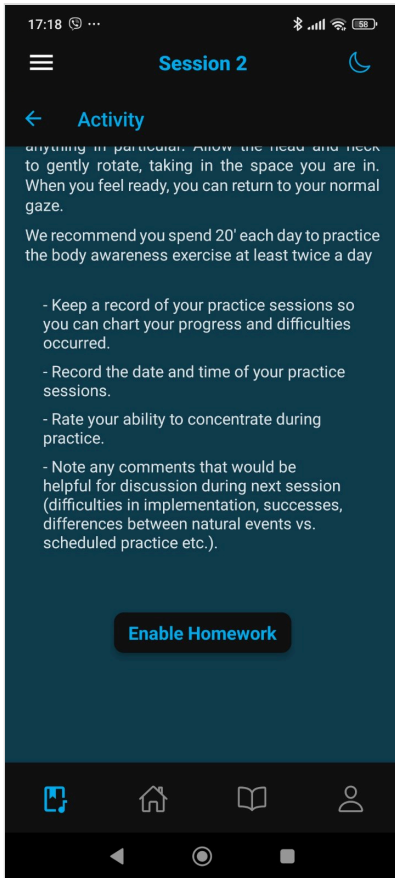 17:18
58
Session 2
Activity
anything in particular. Allow the head and neck
to gently rotate, taking in the space you are in.
When you feel ready, you can return to your normal
gaze.
We recommend you spend 20' each day to practice
the body awareness exercise at least twice a day
- Keep a record of your practice sessions so
you can chart your progress and difficulties
occurred.
- Record the date and time of your practice
sessions.
- Rate your ability to concentrate during
practice.
- Note any comments that would be
helpful for discussion during next session
(difficulties in implementation, successes,
differences between natural events vs.
scheduled practice etc.).
Enable Homework